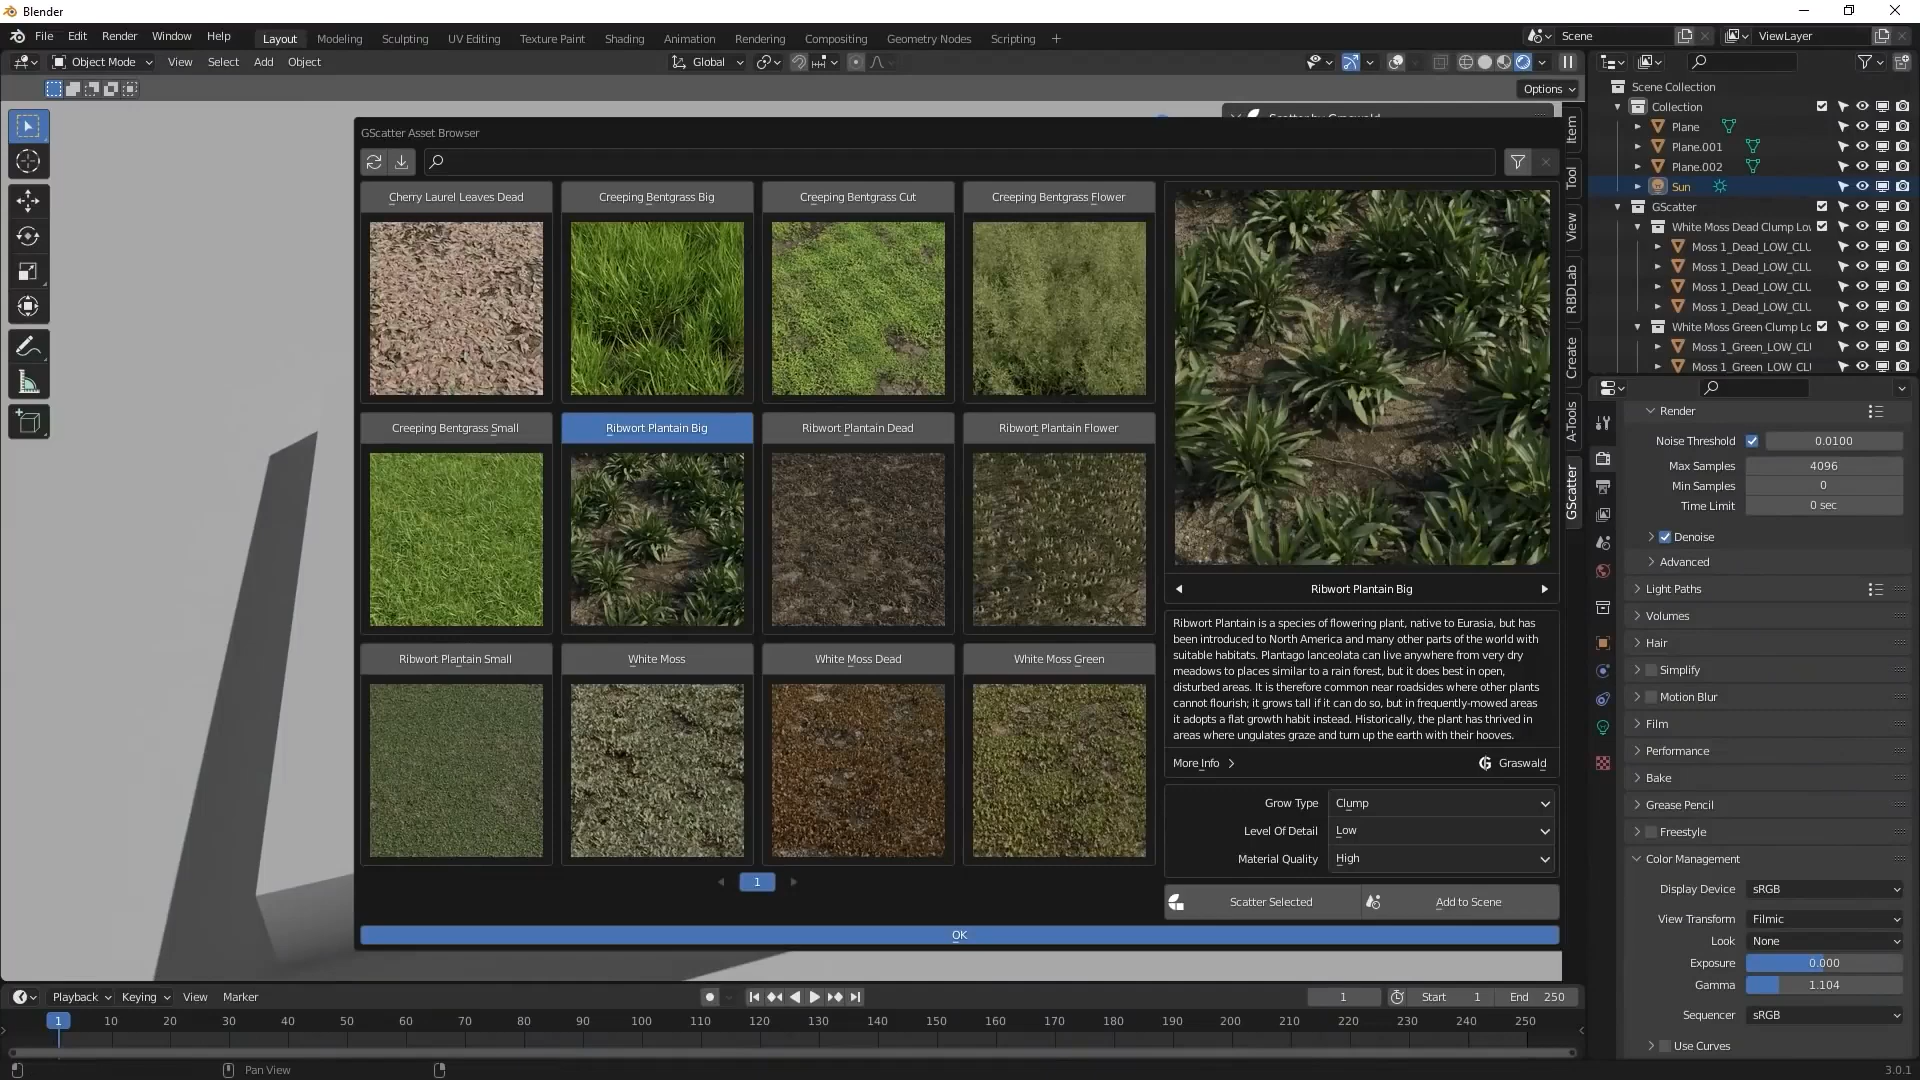 Blender
File Edit Render Window Help Layout Modeling Sculpting UV Editing Texture Paint Shading Animation Rendering Compositing Geometry Nodes Scripting + Scene ViewLayer
Object Mode View Select Add Object Global
Options
GScatter Asset Browser
Cherry Laurel Leaves Dead
Creeping Bentgrass Big
Creeping Bentgrass Cut
Creeping Bentgrass Flower
Creeping Bentgrass Small
Ribwort Plantain Big
Ribwort Plantain Dead
Ribwort Plantain Flower
Ribwort Plantain Small
White Moss
White Moss Dead
White Moss Green
1
OK
Ribwort Plantain Big
Ribwort Plantain is a species of flowering plant, native to Eurasia, but has
been introduced to North America and many other parts of the world with
suitable habitats. Plantago lanceolata can live anywhere from very dry
meadows to places similar to a rain forest, but it does best in open,
disturbed areas. It is therefore common near roadsides where other plants
cannot flourish; it grows tall if it can do so, but in frequently-mowed areas
it adopts a flat growth habit instead. Historically, the plant has thrived in
areas where ungulates graze and turn up the earth with their hooves.
More Info
Graswald
Grow Type Clump
Level Of Detail Low
Material Quality High
Scatter Selected
Add to Scene
Item
Tool
View
RBDLab
Create
A-Tools
GScatter
Scene Collection
Collection
Plane
Plane.001
Plane.002
Sun
GScatter
White Moss Dead Clump Lo
Moss 1_Dead_LOW_CLU
Moss 1_Dead_LOW_CLU
Moss 1_Dead_LOW_CLU
Moss 1_Dead_LOW_CLU
White Moss Green Clump Lo
Moss 1_Green_LOW_CLU
Moss 1_Green_LOW_CL
Render
Noise Threshold 0.0100
Max Samples 4096
Min Samples 0
Time Limit 0 sec
Denoise
Advanced
Light Paths
Volumes
Hair
Simplify
Motion Blur
Film
Performance
Bake
Grease Pencil
Freestyle
Color Management
Display Device sRGB
View Transform Filmic
Look None
Exposure 0.000
Gamma 1.104
Sequencer sRGB
Use Curves
Playback Keying View Marker 1 Start 1 End 250
1 10 20 30 40 50 60 70 80 90 100 110 120 130 140 150 160 170 180 190 200 210 220 230 240 250
Pan View
3.0.1